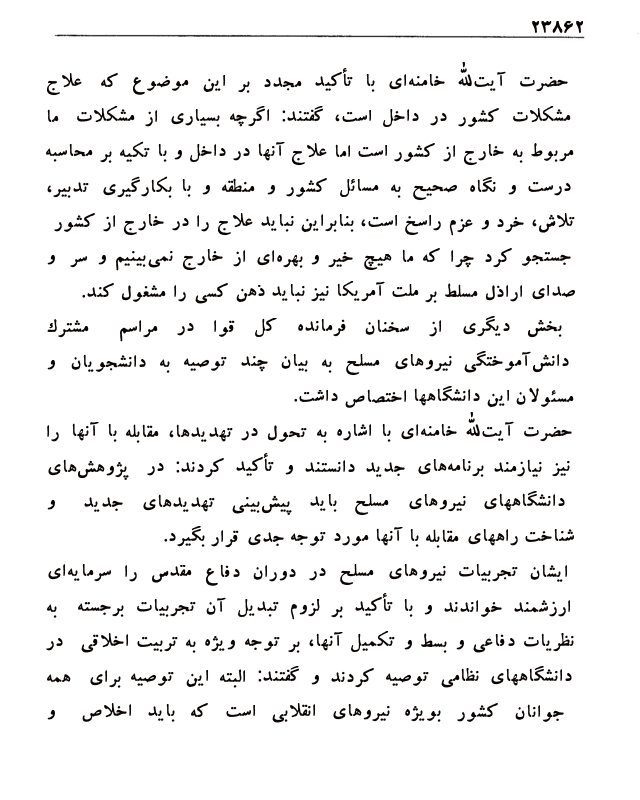 ۲۳۸۶۲
حضرت آیت‌الله خامنه‌ای با تأکید مجدد بر این موضوع که علاج
مشکلات کشور در داخل است، گفتند: اگرچه بسیاری از مشکلات ما
مربوط به خارج از کشور است اما علاج آنها در داخل و با تکیه بر محاسبه
درست و نگاه صحیح به مسائل کشور و منطقه و با بکارگیری تدبیر،
تلاش، خرد و عزم راسخ است، بنابراین نباید علاج را در خارج از کشور
جستجو کرد چرا که ما هیچ خیر و بهره‌ای از خارج نمی‌بینیم و سر و
صدای اراذل مسلط بر ملت آمریکا نیز نباید ذهن کسی را مشغول کند.
بخش دیگری از سخنان فرمانده کل قوا در مراسم مشترك
دانش‌آموختگی نیروهای مسلح به بیان چند توصیه به دانشجویان و
مسئولان این دانشگاهها اختصاص داشت.
حضرت آیت‌الله خامنه‌ای با اشاره به تحول در تهدیدها، مقابله با آنها را
نیز نیازمند برنامه‌های جدید دانستند و تأکید کردند: در پژوهش‌های
دانشگاههای نیروهای مسلح باید پیش‌بینی تهدیدهای جدید و
شناخت راههای مقابله با آنها مورد توجه جدی قرار بگیرد.
ایشان تجربیات نیروهای مسلح در دوران دفاع مقدس را سرمایه‌ای
ارزشمند خواندند و با تأکید بر لزوم تبدیل آن تجربیات برجسته به
نظریات دفاعی و بسط و تکمیل آنها، بر توجه ویژه به تربیت اخلاقی در
دانشگاههای نظامی توصیه کردند و گفتند: البته این توصیه برای همه
جوانان کشور بویژه نیروهای انقلابی است که باید اخلاص و